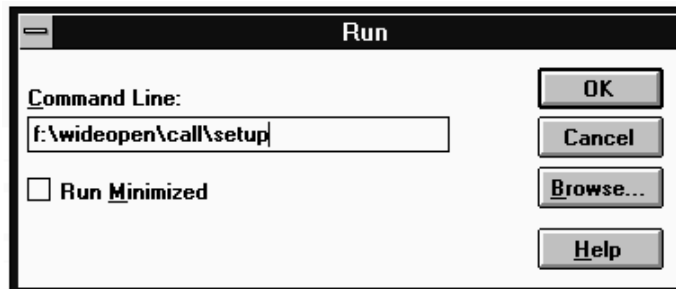 Run
Command Line:
f:\wideopen\call\setup
Run Minimized
OK
Cancel
Browse...
Help